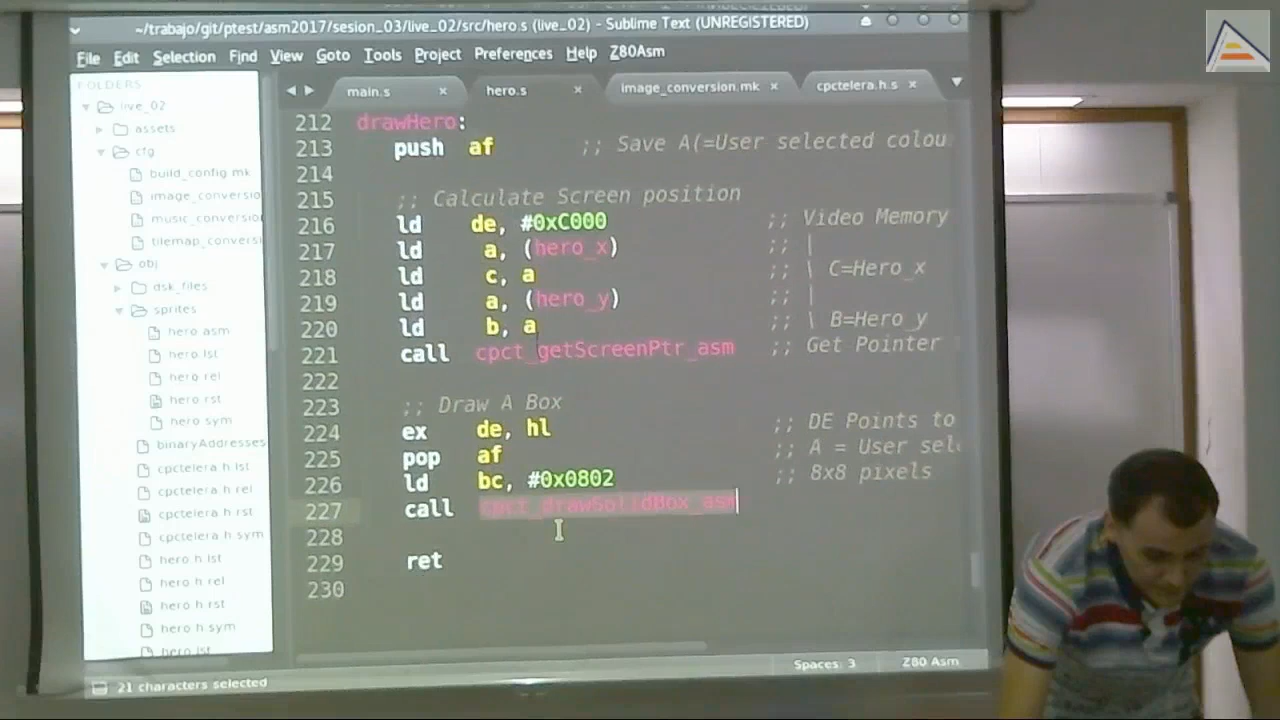 ~/trabajo/git/ptest/asm2017/sesion_03/live_02/src/hero.s (live_02) - Sublime Text (UNREGISTERED)
File Edit Selection Find View Goto Tools Project Preferences Help Z80Asm
FOLDERS
live_02
assets
cfg
build_config.mk
image_conversio
music_conversio
tilemap_conversi
obj
dsk_files
sprites
hero.asm
hero.lst
hero.rel
hero.rst
hero.sym
binaryAddresses
cpctelera.h.lst
cpctelera.h.rel
cpctelera.h.rst
cpctelera.h.sym
hero.h.lst
hero.h.rel
hero.h.rst
hero.h.sym
hero.lst
main.s
hero.s
image_conversion.mk
cpctelera.h.s
212 drawHero:
213 push af ;; Save A(=User selected colou
214
215 ;; Calculate Screen position
216 ld de, #0xC000 ;; Video Memory
217 ld a, (hero_x) ;; |
218 ld c, a ;; \ C=Hero_x
219 ld a, (hero_y) ;; |
220 ld b, a ;; \ B=Hero_y
221 call cpct_getScreenPtr_asm ;; Get Pointer
222
223 ;; Draw A Box
224 ex de, hl ;; DE Points to
225 pop af ;; A = User sel
226 ld bc, #0x0802 ;; 8x8 pixels
227 call cpct_drawSolidBox_asm
228
229 ret
230
21 characters selected
Spaces: 3
Z80 Asm